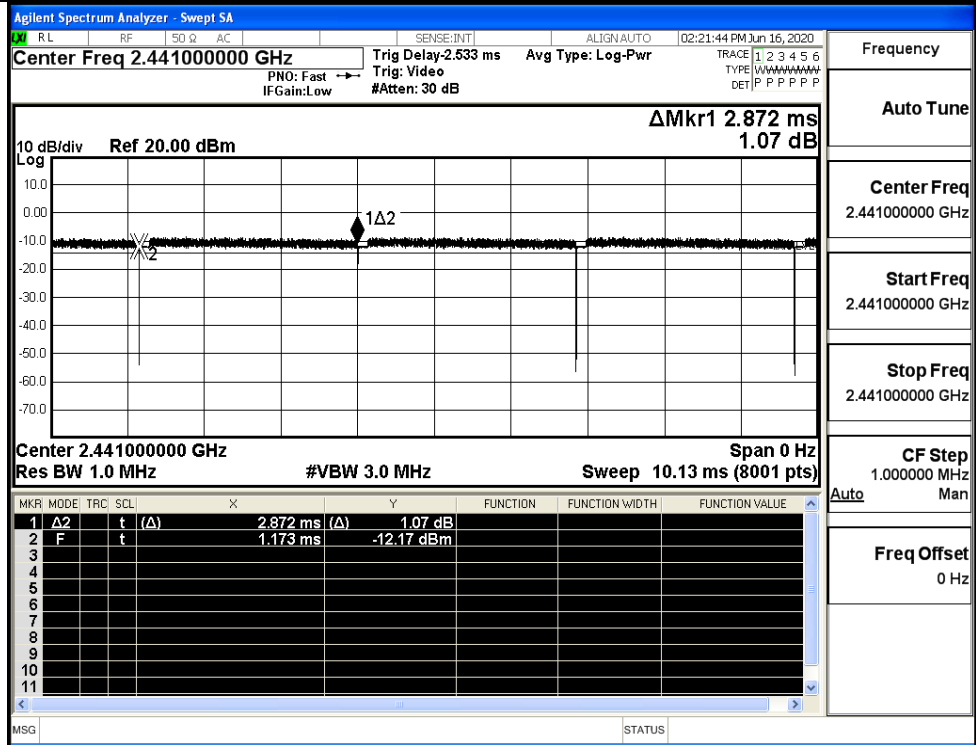 Agilent Spectrum Analyzer - Swept SA
LXI RL RF 50 Ω AC SENSE:INT ALIGN AUTO 02:21:44 PM Jun 16, 2020
Center Freq 2.441000000 GHz Trig Delay-2.533 ms Avg Type: Log-Pwr TRACE 1 2 3 4 5 6
PNO: Fast Trig: Video TYPE WWWWWW
IFGain:Low #Atten: 30 dB DET P P P P P P
ΔMkr1 2.872 ms
1.07 dB
10 dB/div Ref 20.00 dBm
Log
10.0
0.00
1Δ2
-10.0
2
-20.0
-30.0
-40.0
-50.0
-60.0
-70.0
Center 2.441000000 GHz Span 0 Hz
Res BW 1.0 MHz #VBW 3.0 MHz Sweep 10.13 ms (8001 pts)
MKR MODE TRC SCL X Y FUNCTION FUNCTION WIDTH FUNCTION VALUE
1 Δ2 t (Δ) 2.872 ms (Δ) 1.07 dB
2 F t 1.173 ms -12.17 dBm
3
4
5
6
7
8
9
10
11
MSG STATUS
Frequency
Auto Tune
Center Freq
2.441000000 GHz
Start Freq
2.441000000 GHz
Stop Freq
2.441000000 GHz
CF Step
1.000000 MHz
Auto Man
Freq Offset
0 Hz